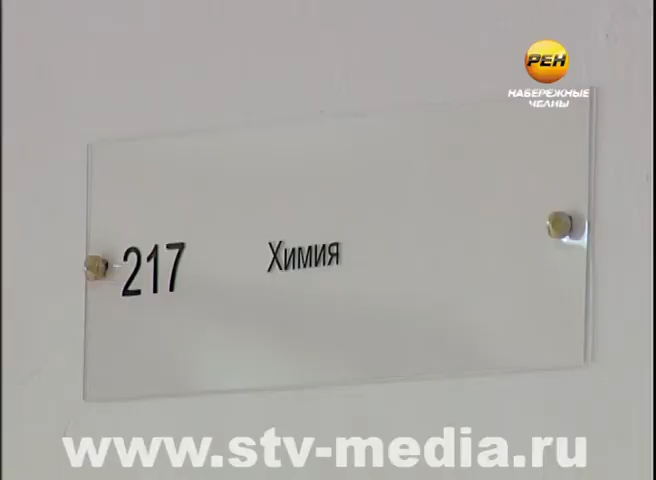 РЕН
НАБЕРЕЖНЫЕ
ЧЕЛНЫ
217 Химия
www.stv-media.ru